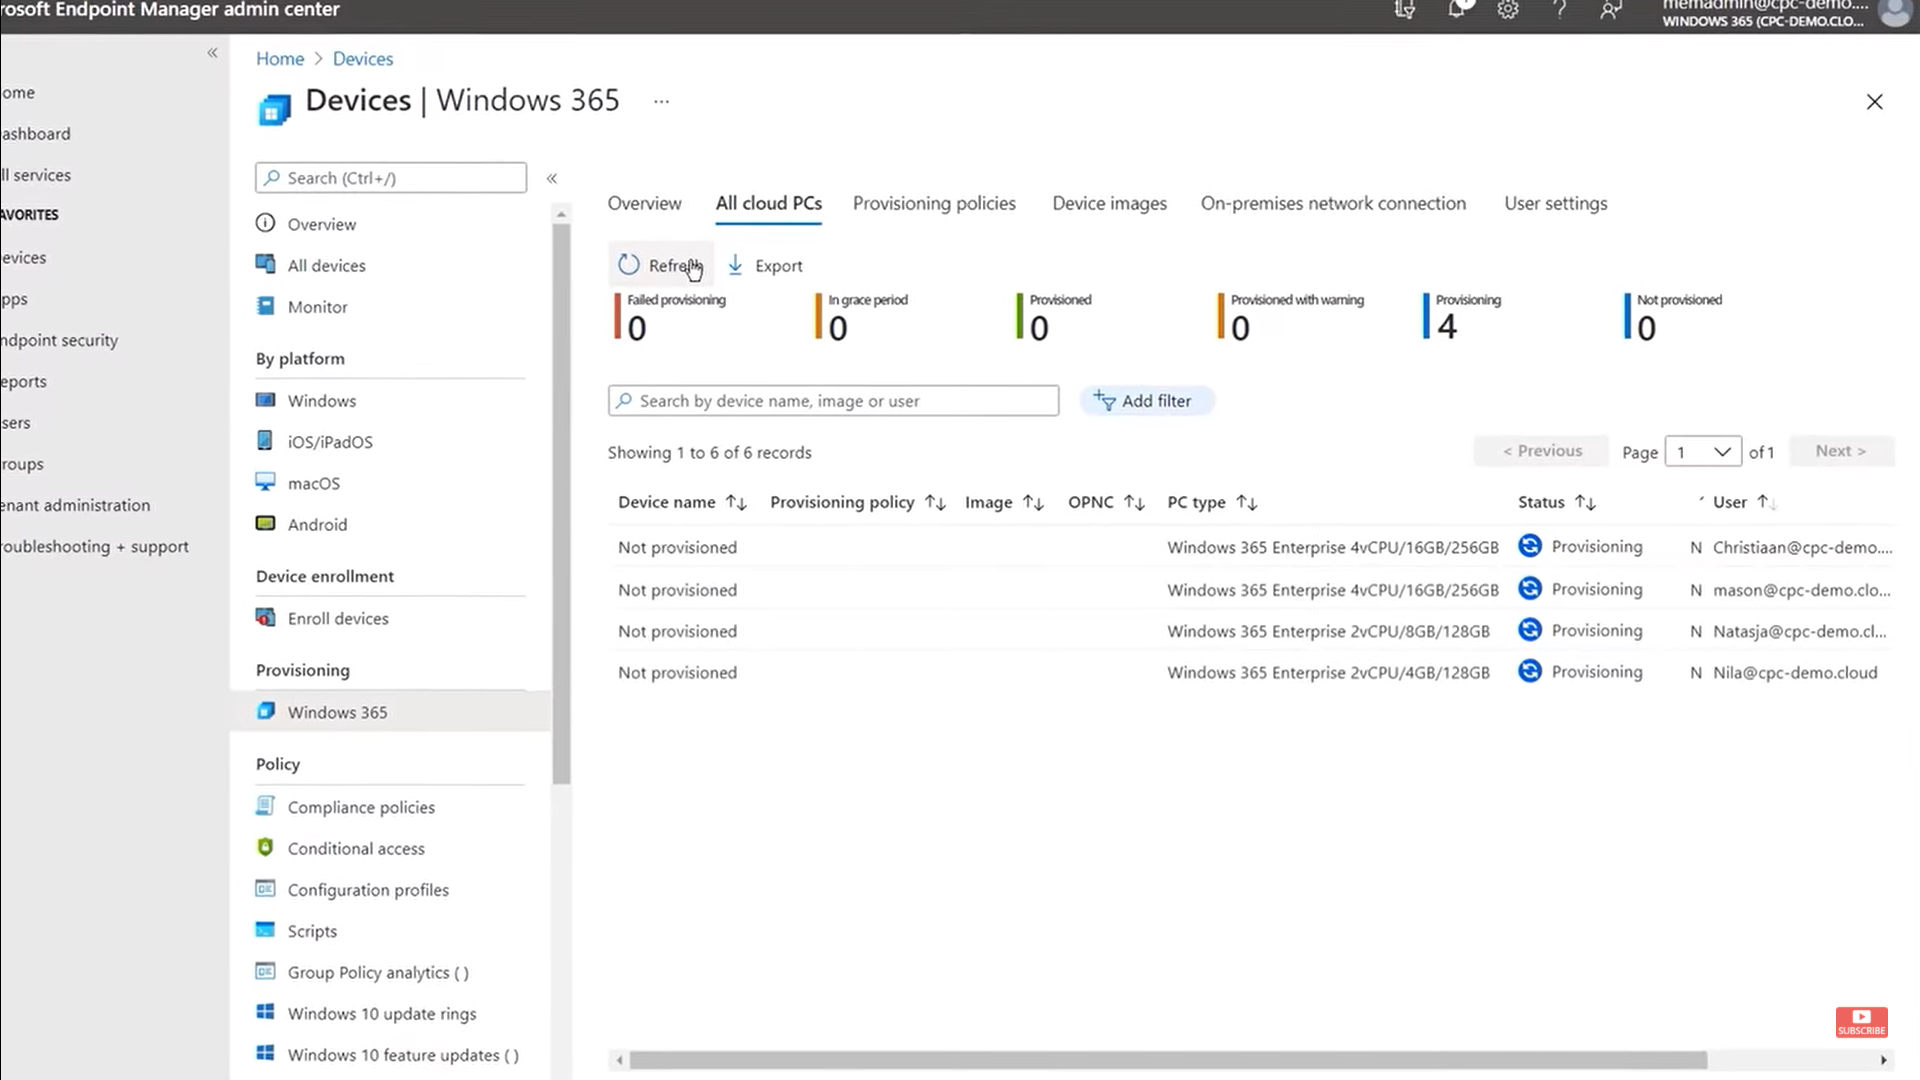 rosoft Endpoint Manager admin center
memadmin@cpc-demo....
WINDOWS 365 (CPC-DEMO.CLO...
Home > Devices
Devices | Windows 365 ...
ome
ashboard
ll services
AVORITES
evices
pps
ndpoint security
eports
sers
roups
enant administration
roubleshooting + support
Search (Ctrl+/)
Overview
All devices
Monitor
By platform
Windows
iOS/iPadOS
macOS
Android
Device enrollment
Enroll devices
Provisioning
Windows 365
Policy
Compliance policies
Conditional access
Configuration profiles
Scripts
Group Policy analytics ( )
Windows 10 update rings
Windows 10 feature updates ( )
Overview All cloud PCs Provisioning policies Device images On-premises network connection User settings
Refresh Export
Failed provisioning In grace period Provisioned Provisioned with warning Provisioning Not provisioned
0 0 0 0 4 0
Search by device name, image or user Add filter
Showing 1 to 6 of 6 records < Previous Page 1 of 1 Next >
Device name Provisioning policy Image OPNC PC type Status User
Not provisioned Windows 365 Enterprise 4vCPU/16GB/256GB Provisioning N Christiaan@cpc-demo....
Not provisioned Windows 365 Enterprise 4vCPU/16GB/256GB Provisioning N mason@cpc-demo.clo...
Not provisioned Windows 365 Enterprise 2vCPU/8GB/128GB Provisioning N Natasja@cpc-demo.cl...
Not provisioned Windows 365 Enterprise 2vCPU/4GB/128GB Provisioning N Nila@cpc-demo.cloud
SUBSCRIBE